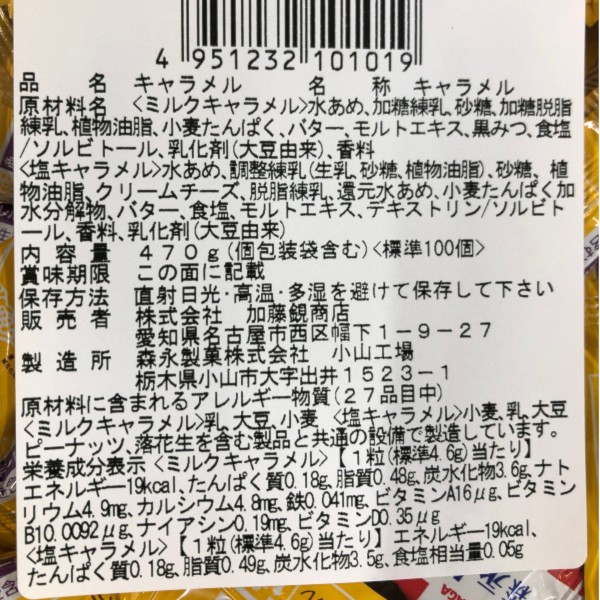 4 951232 101019
品 名 キャラメル 名 称 キャラメル
原材料名 <ミルクキャラメル>水あめ、加糖練乳、砂糖、加糖脱脂
練乳、植物油脂、小麦たんぱく、バター、モルトエキス、黒みつ、食塩
/ソルビトール、乳化剤(大豆由来)、香料
<塩キャラメル>水あめ、調整練乳(生乳、砂糖、植物油脂)、砂糖、植
物油脂、クリームチーズ、脱脂練乳、還元水あめ、小麦たんぱく加
水分解物、バター、食塩、モルトエキス、デキストリン/ソルビト
ール、香料、乳化剤(大豆由来)
内 容 量 470g(個包装袋含む)<標準100個>
賞味期限 この面に記載
保存方法 直射日光・高温・多湿を避けて保存して下さい
販 売 者 株式会社 加藤鋧商店
愛知県名古屋市西区幅下1-9-27
製 造 所 森永製菓株式会社 小山工場
栃木県小山市大字出井1523-1
原材料に含まれるアレルギー物質(27品目中)
<ミルクキャラメル>乳、大豆、小麦 <塩キャラメル>小麦、乳、大豆
ピーナッツ、落花生を含む製品と共通の設備で製造しています。
栄養成分表示 <ミルクキャラメル>【1粒(標準4.6g)当たり】
エネルギー19kcal、たんぱく質0.18g、脂質0.48g、炭水化物3.6g、ナト
リウム4.9mg、カルシウム4.8mg、鉄0.041mg、ビタミンA16μg、ビタミン
B10.0092μg、ナイアシン0.19mg、ビタミンD0.35μg
<塩キャラメル>【1粒(標準4.6g)当たり】 エネルギー19kcal、
たんぱく質0.18g、脂質0.49g、炭水化物3.5g、食塩相当量0.05g